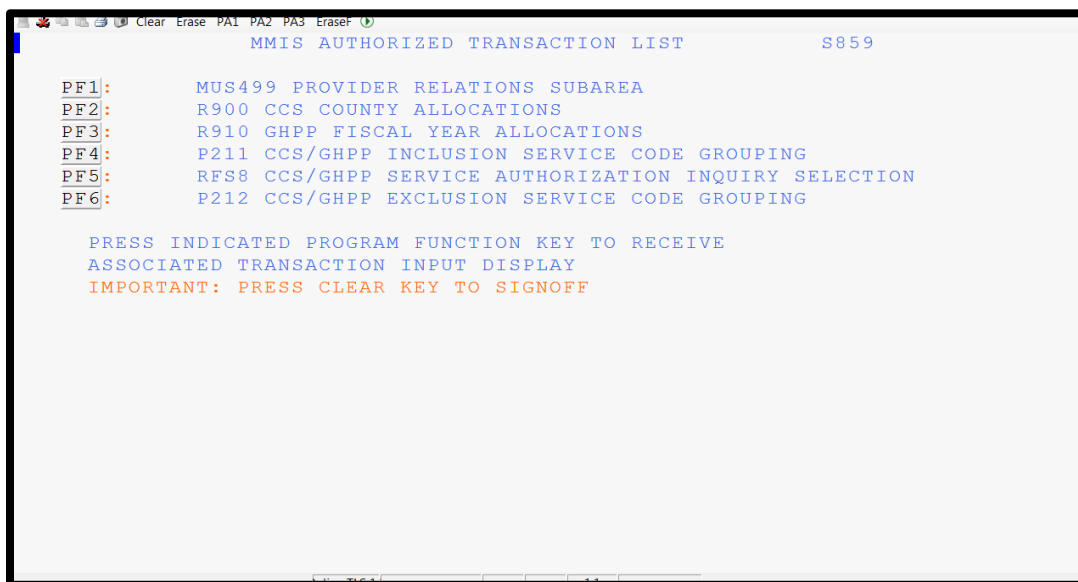 Clear Erase PA1 PA2 PA3 EraseF
MMIS AUTHORIZED TRANSACTION LIST S859
PF1: MUS499 PROVIDER RELATIONS SUBAREA
PF2: R900 CCS COUNTY ALLOCATIONS
PF3: R910 GHPP FISCAL YEAR ALLOCATIONS
PF4: P211 CCS/GHPP INCLUSION SERVICE CODE GROUPING
PF5: RFS8 CCS/GHPP SERVICE AUTHORIZATION INQUIRY SELECTION
PF6: P212 CCS/GHPP EXCLUSION SERVICE CODE GROUPING
PRESS INDICATED PROGRAM FUNCTION KEY TO RECEIVE
ASSOCIATED TRANSACTION INPUT DISPLAY
IMPORTANT: PRESS CLEAR KEY TO SIGNOFF